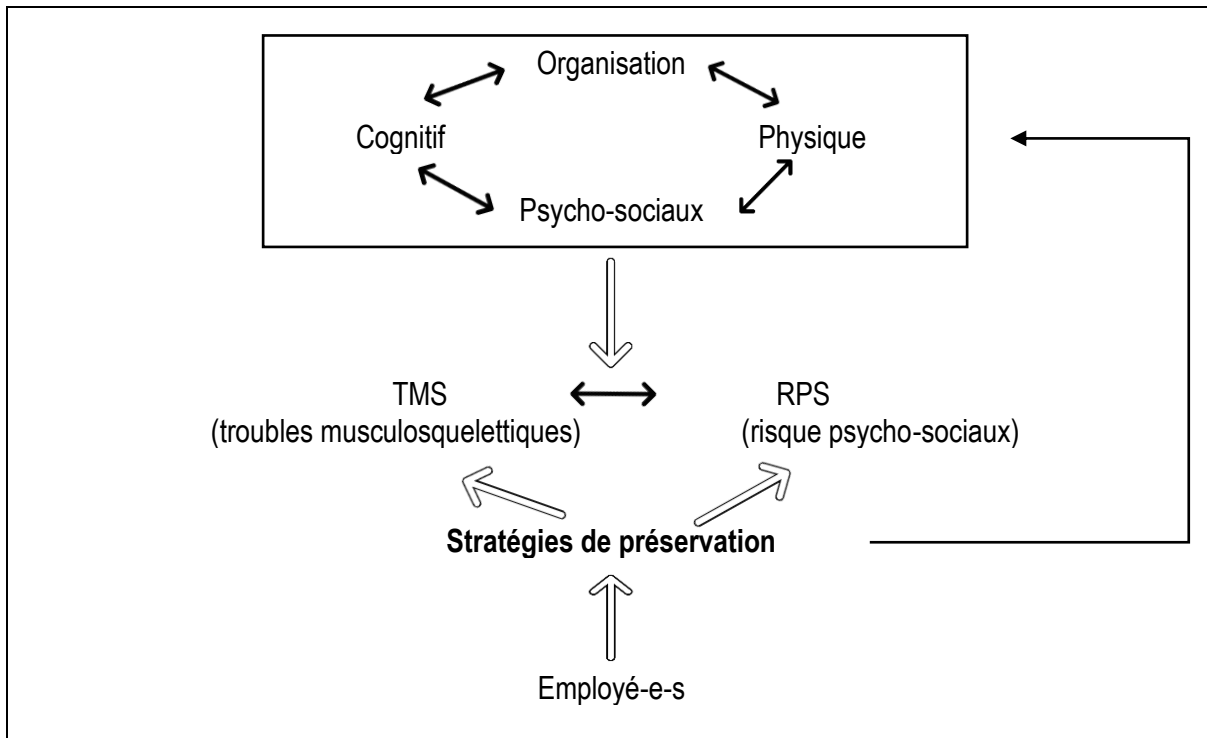 Organisation
Cognitif Physique
Psycho-sociaux
TMS RPS
(troubles musculosquelettiques) (risque psycho-sociaux)
Stratégies de préservation
Employé-e-s